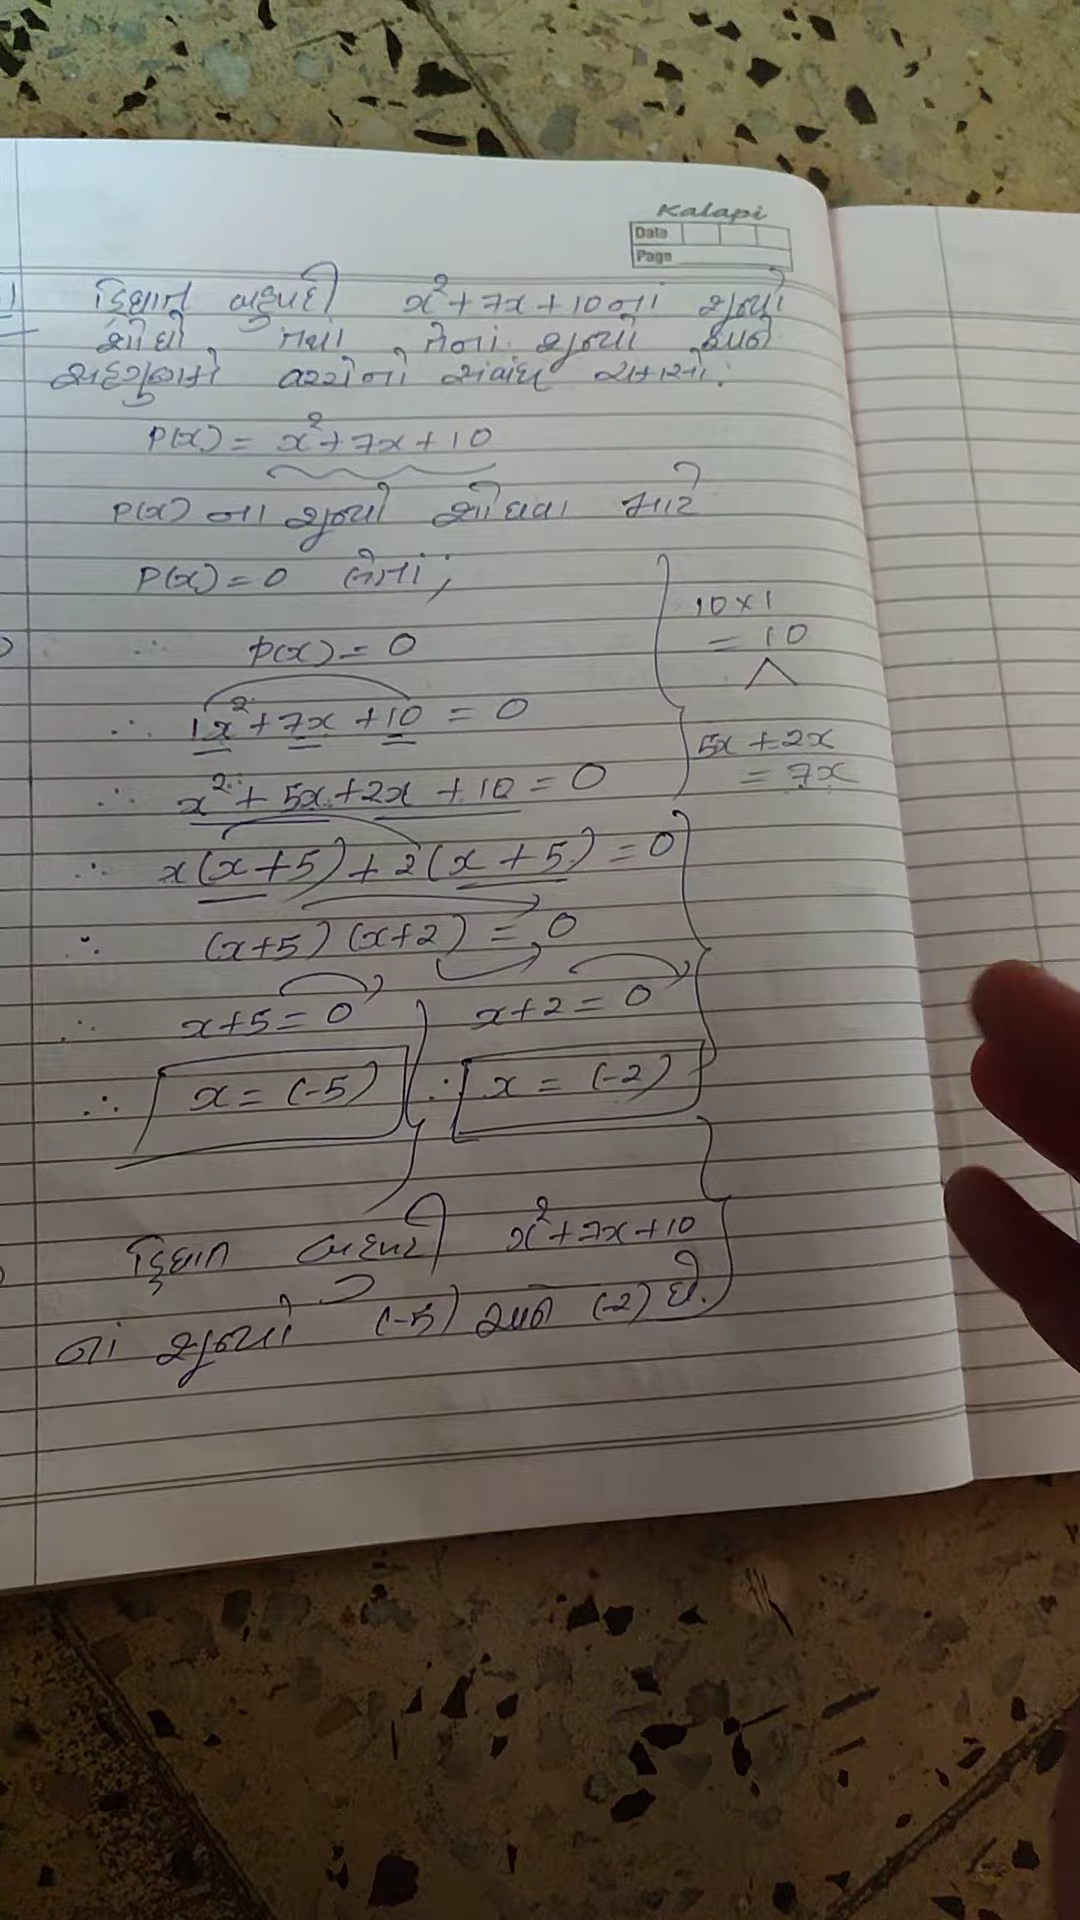 Kalapi
Date
Page
દ્વિઘાત બહુપદી x²+7x+10નાં શૂન્યો
શોધો તથા તેનાં શૂન્યો અને
સહગુણકો વચ્ચેનો સંબંધ ચકાસો.
P(x) = x²+7x+10
P(x) ના શૂન્યો શોધવા માટે
P(x) = 0 લેતાં,
∴ P(x) = 0
∴ 1x²+7x+10 = 0
∴ x²+5x+2x+10 = 0
∴ x(x+5)+2(x+5) = 0
∴ (x+5)(x+2) = 0
∴ x+5=0 x+2=0
∴ x = (-5) ∴ x = (-2)
10×1
= 10
5x+2x
= 7x
દ્વિઘાત બહુપદી x²+7x+10
નાં શૂન્યો (-5) અને (-2) છે.